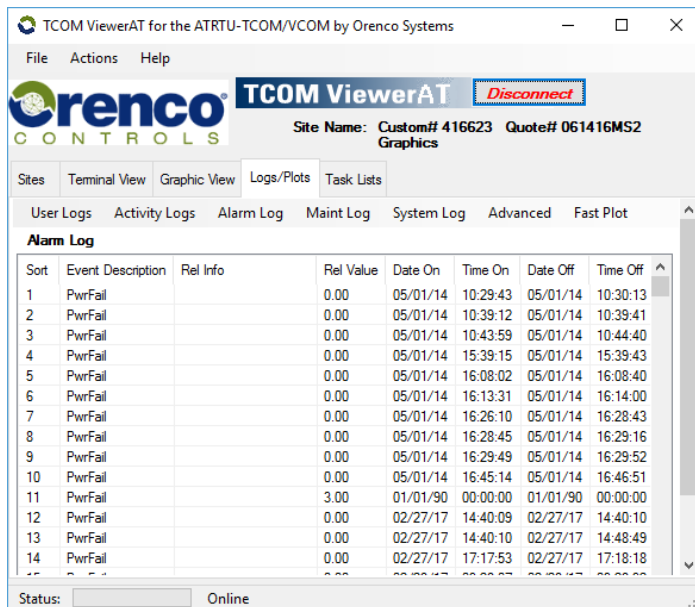 TCOM ViewerAT for the ATRTU-TCOM/VCOM by Orenco Systems
File Actions Help
Orenco®
CONTROLS
TCOM ViewerAT
Disconnect
Site Name: Custom# 416623 Quote# 061416MS2
Graphics
Sites Terminal View Graphic View Logs/Plots Task Lists
User Logs Activity Logs Alarm Log Maint Log System Log Advanced Fast Plot
Alarm Log
Sort Event Description Rel Info Rel Value Date On Time On Date Off Time Off
1 PwrFail 0.00 05/01/14 10:29:43 05/01/14 10:30:13
2 PwrFail 0.00 05/01/14 10:39:12 05/01/14 10:39:41
3 PwrFail 0.00 05/01/14 10:43:59 05/01/14 10:44:40
4 PwrFail 0.00 05/01/14 15:39:15 05/01/14 15:39:43
5 PwrFail 0.00 05/01/14 16:08:02 05/01/14 16:08:40
6 PwrFail 0.00 05/01/14 16:13:31 05/01/14 16:14:00
7 PwrFail 0.00 05/01/14 16:26:10 05/01/14 16:28:43
8 PwrFail 0.00 05/01/14 16:28:45 05/01/14 16:29:16
9 PwrFail 0.00 05/01/14 16:29:49 05/01/14 16:29:52
10 PwrFail 0.00 05/01/14 16:45:14 05/01/14 16:46:51
11 PwrFail 3.00 01/01/90 00:00:00 01/01/90 00:00:00
12 PwrFail 0.00 02/27/17 14:40:09 02/27/17 14:40:10
13 PwrFail 0.00 02/27/17 14:40:10 02/27/17 14:48:49
14 PwrFail 0.00 02/27/17 17:17:53 02/27/17 17:18:18
Status: Online